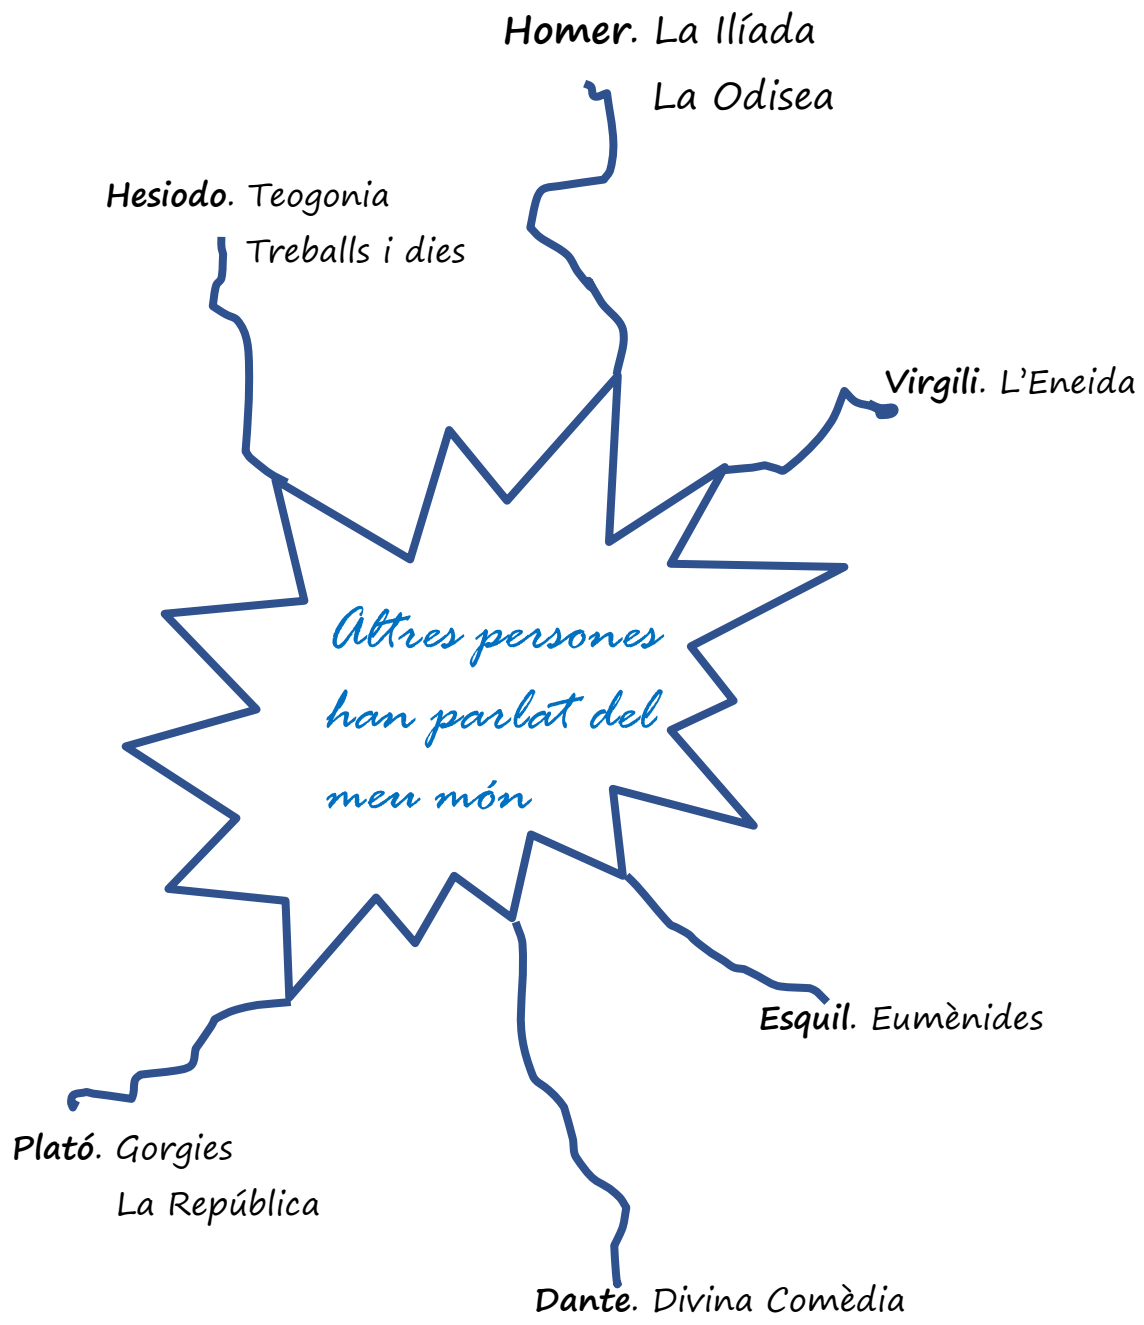 Homer. La Ilíada
La Odisea
Hesiodo. Teogonia
Treballs i dies
Virgili. L’Eneida
Altres persones
han parlat del
meu món
Esquil. Eumènides
Plató. Gorgies
La República
Dante. Divina Comèdia